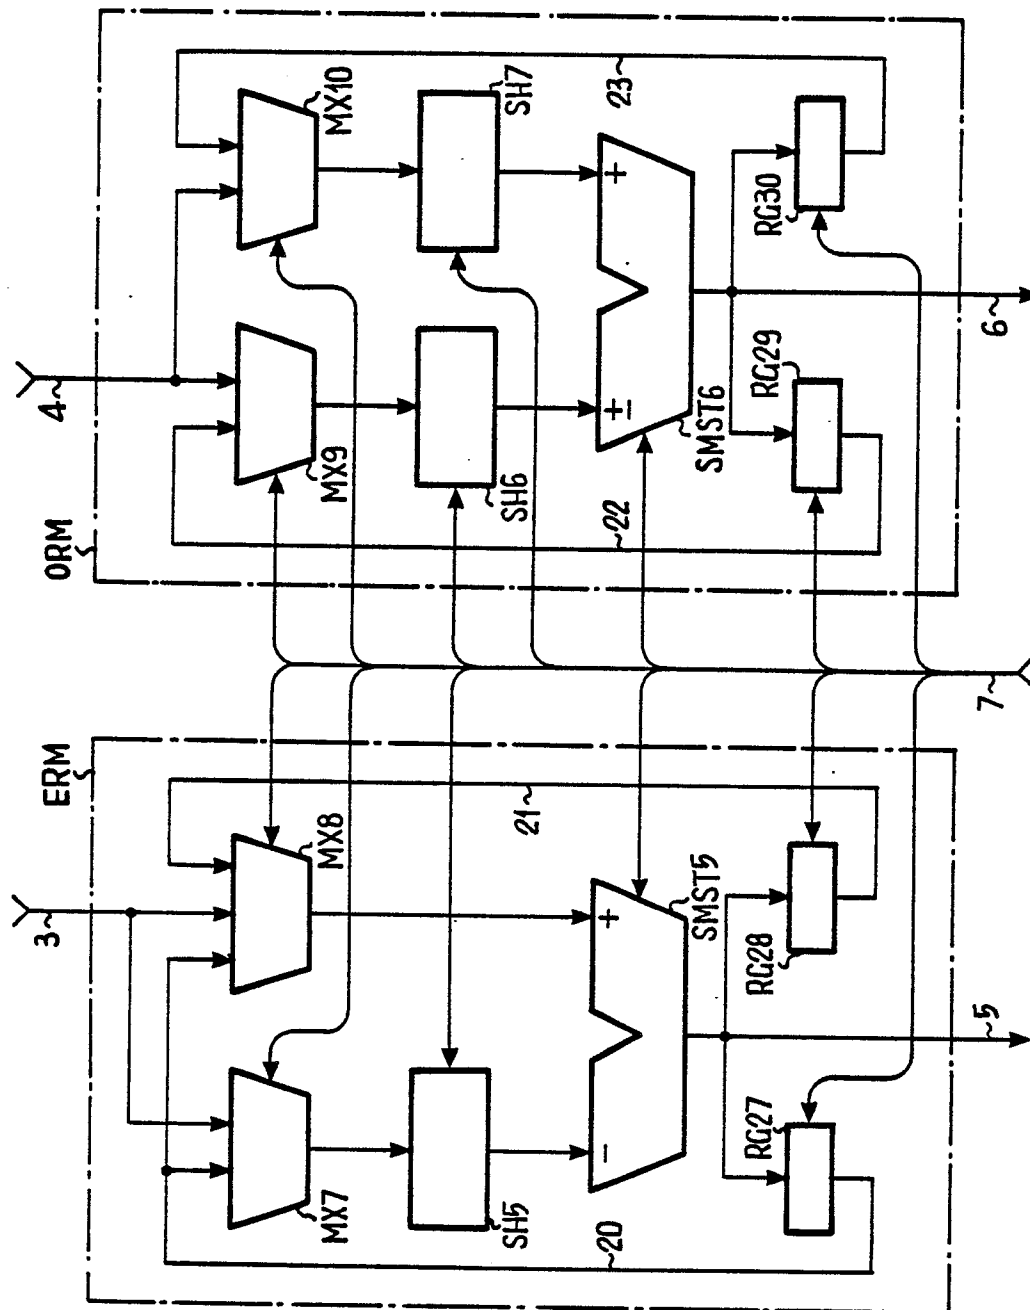 ORM
4
MX9
MX10
SH6
SH7
+-
+
SMST6
22
23
RG29
RG30
6
7
ERM
3
MX7
MX8
SH5
-
+
SMST5
20
21
RG27
RG28
5